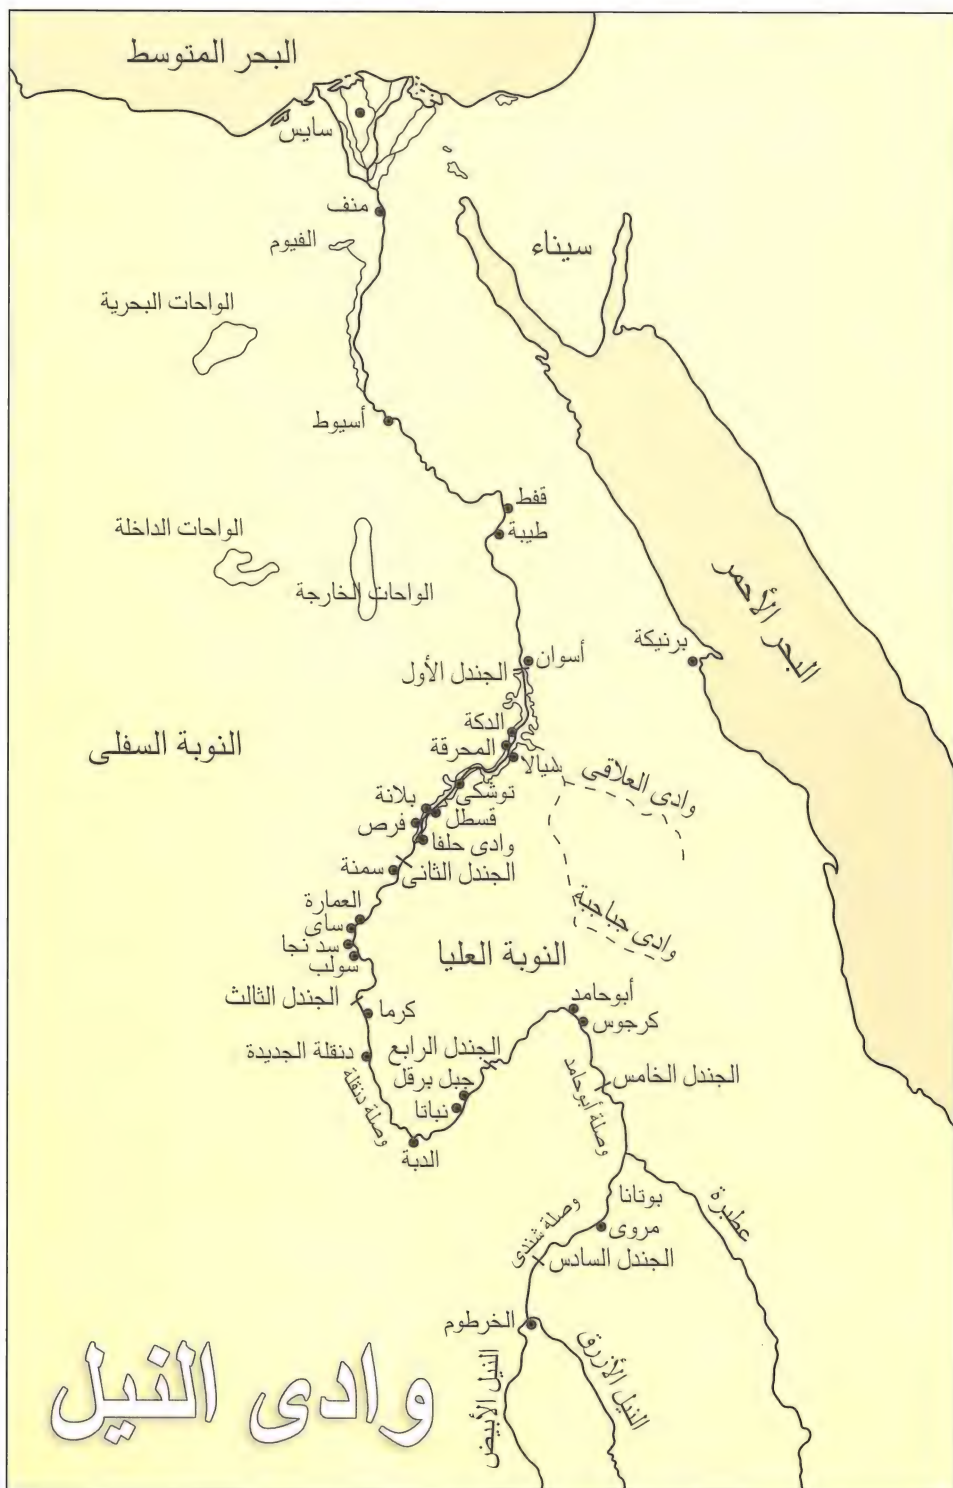 البحر المتوسط
سايس
منف
الفيوم
سيناء
الواحات البحرية
أسيوط
قفط
طيبة
الواحات الداخلة
الواحات الخارجة
البحر الأحمر
برنيكة
أسوان
الجندل الأول
الدكة
المحرقة
شيالا
النوبة السفلى
وادى العلاقى
توشكى
بلانة
قسطل
فرص
وادى حلفا
الجندل الثانى
سمنة
العمارة
ساى
سد نجا
سولب
وادى جباجبة
النوبة العليا
الجندل الثالث
كرما
أبوحامد
كرجوس
دنقلة الجديدة
الجندل الرابع
جبل برقل
نباتا
الجندل الخامس
وصلة أبوحامد
وصلة دنقلة
الدبة
بوتانا
عطبرة
مروى
وصلة شندى
الجندل السادس
الخرطوم
النيل الأزرق
النيل الأبيض
وادى النيل